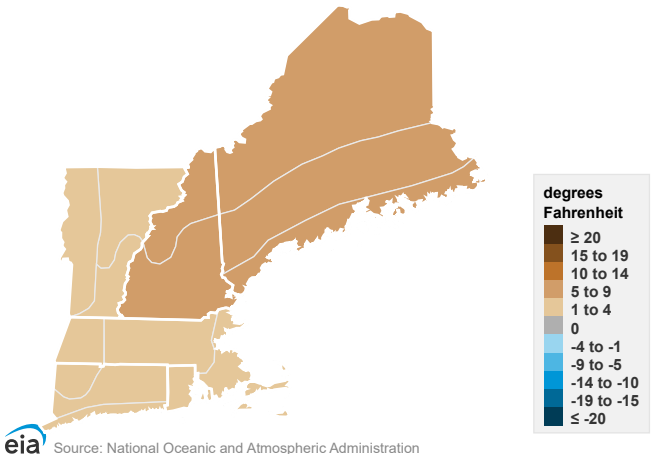 degrees
Fahrenheit
≥ 20
15 to 19
10 to 14
5 to 9
1 to 4
0
-4 to -1
-9 to -5
-14 to -10
-19 to -15
≤ -20
eia
Source: National Oceanic and Atmospheric Administration